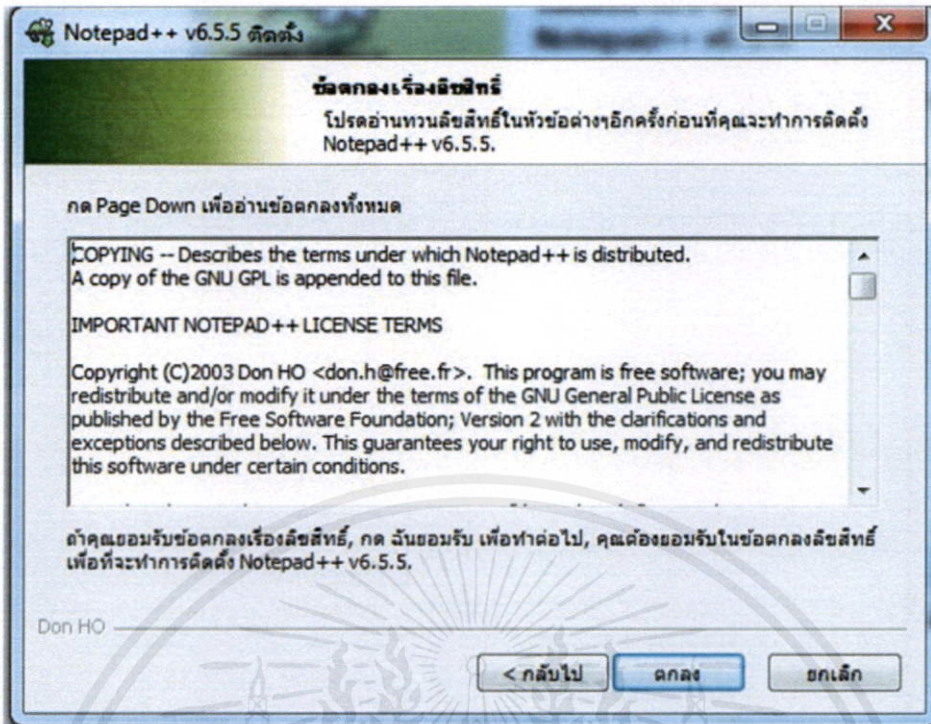 Notepad++ v6.5.5 ติดตั้ง
ข้อตกลงเรื่องลิขสิทธิ์
โปรดอ่านทวนลิขสิทธิ์ในหัวข้อต่างๆอีกครั้งก่อนที่คุณจะทำการติดตั้ง
Notepad++ v6.5.5.
กด Page Down เพื่ออ่านข้อตกลงทั้งหมด
COPYING -- Describes the terms under which Notepad++ is distributed.
A copy of the GNU GPL is appended to this file.
IMPORTANT NOTEPAD++ LICENSE TERMS
Copyright (C)2003 Don HO <don.h@free.fr>. This program is free software; you may
redistribute and/or modify it under the terms of the GNU General Public License as
published by the Free Software Foundation; Version 2 with the clarifications and
exceptions described below. This guarantees your right to use, modify, and redistribute
this software under certain conditions.
ถ้าคุณยอมรับข้อตกลงเรื่องลิขสิทธิ์, กด ฉันยอมรับ เพื่อทำต่อไป, คุณต้องยอมรับในข้อตกลงลิขสิทธิ์
เพื่อที่จะทำการติดตั้ง Notepad++ v6.5.5.
Don HO
< กลับไป ตกลง ยกเลิก